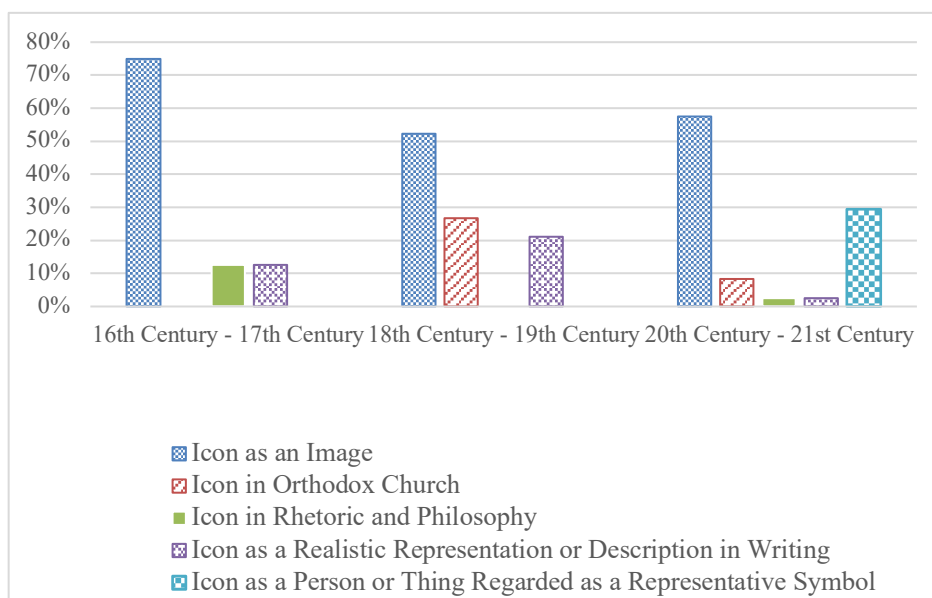 80%
70%
60%
50%
40%
30%
20%
10%
0%
16th Century - 17th Century 18th Century - 19th Century 20th Century - 21st Century
Icon as an Image
Icon in Orthodox Church
Icon in Rhetoric and Philosophy
Icon as a Realistic Representation or Description in Writing
Icon as a Person or Thing Regarded as a Representative Symbol